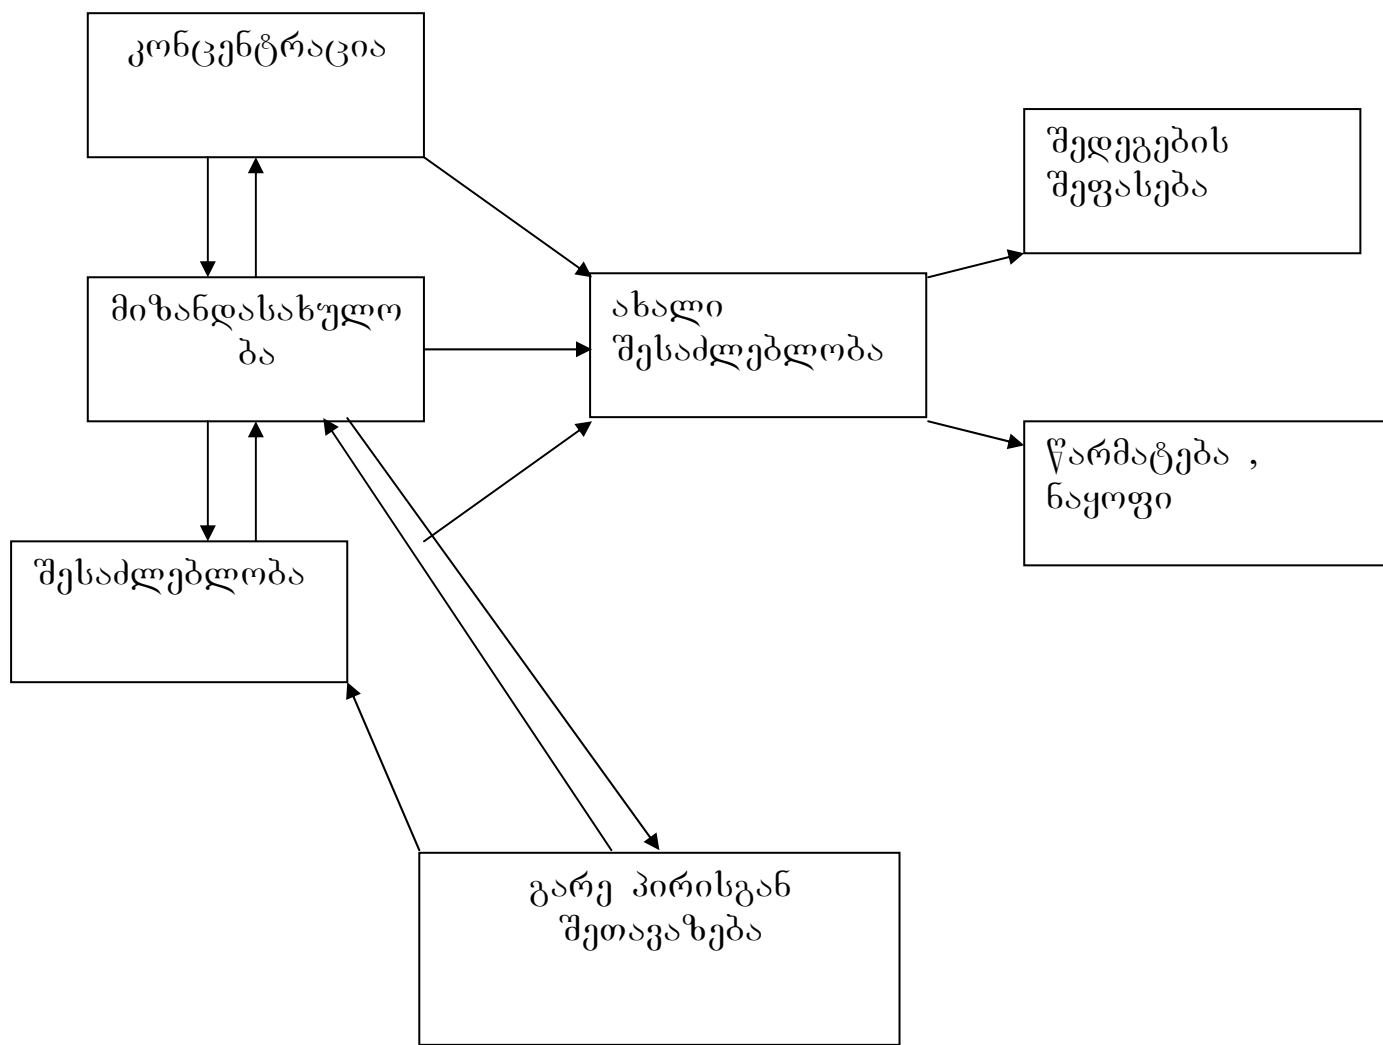 კონცენტრაცია
შედეგების
შეფასება
მიზანდასახულო
ბა
ახალი
შესაძლებლობა
წარმატება ,
ნაყოფი
შესაძლებლობა
გარე პირისგან
შეთავაზება